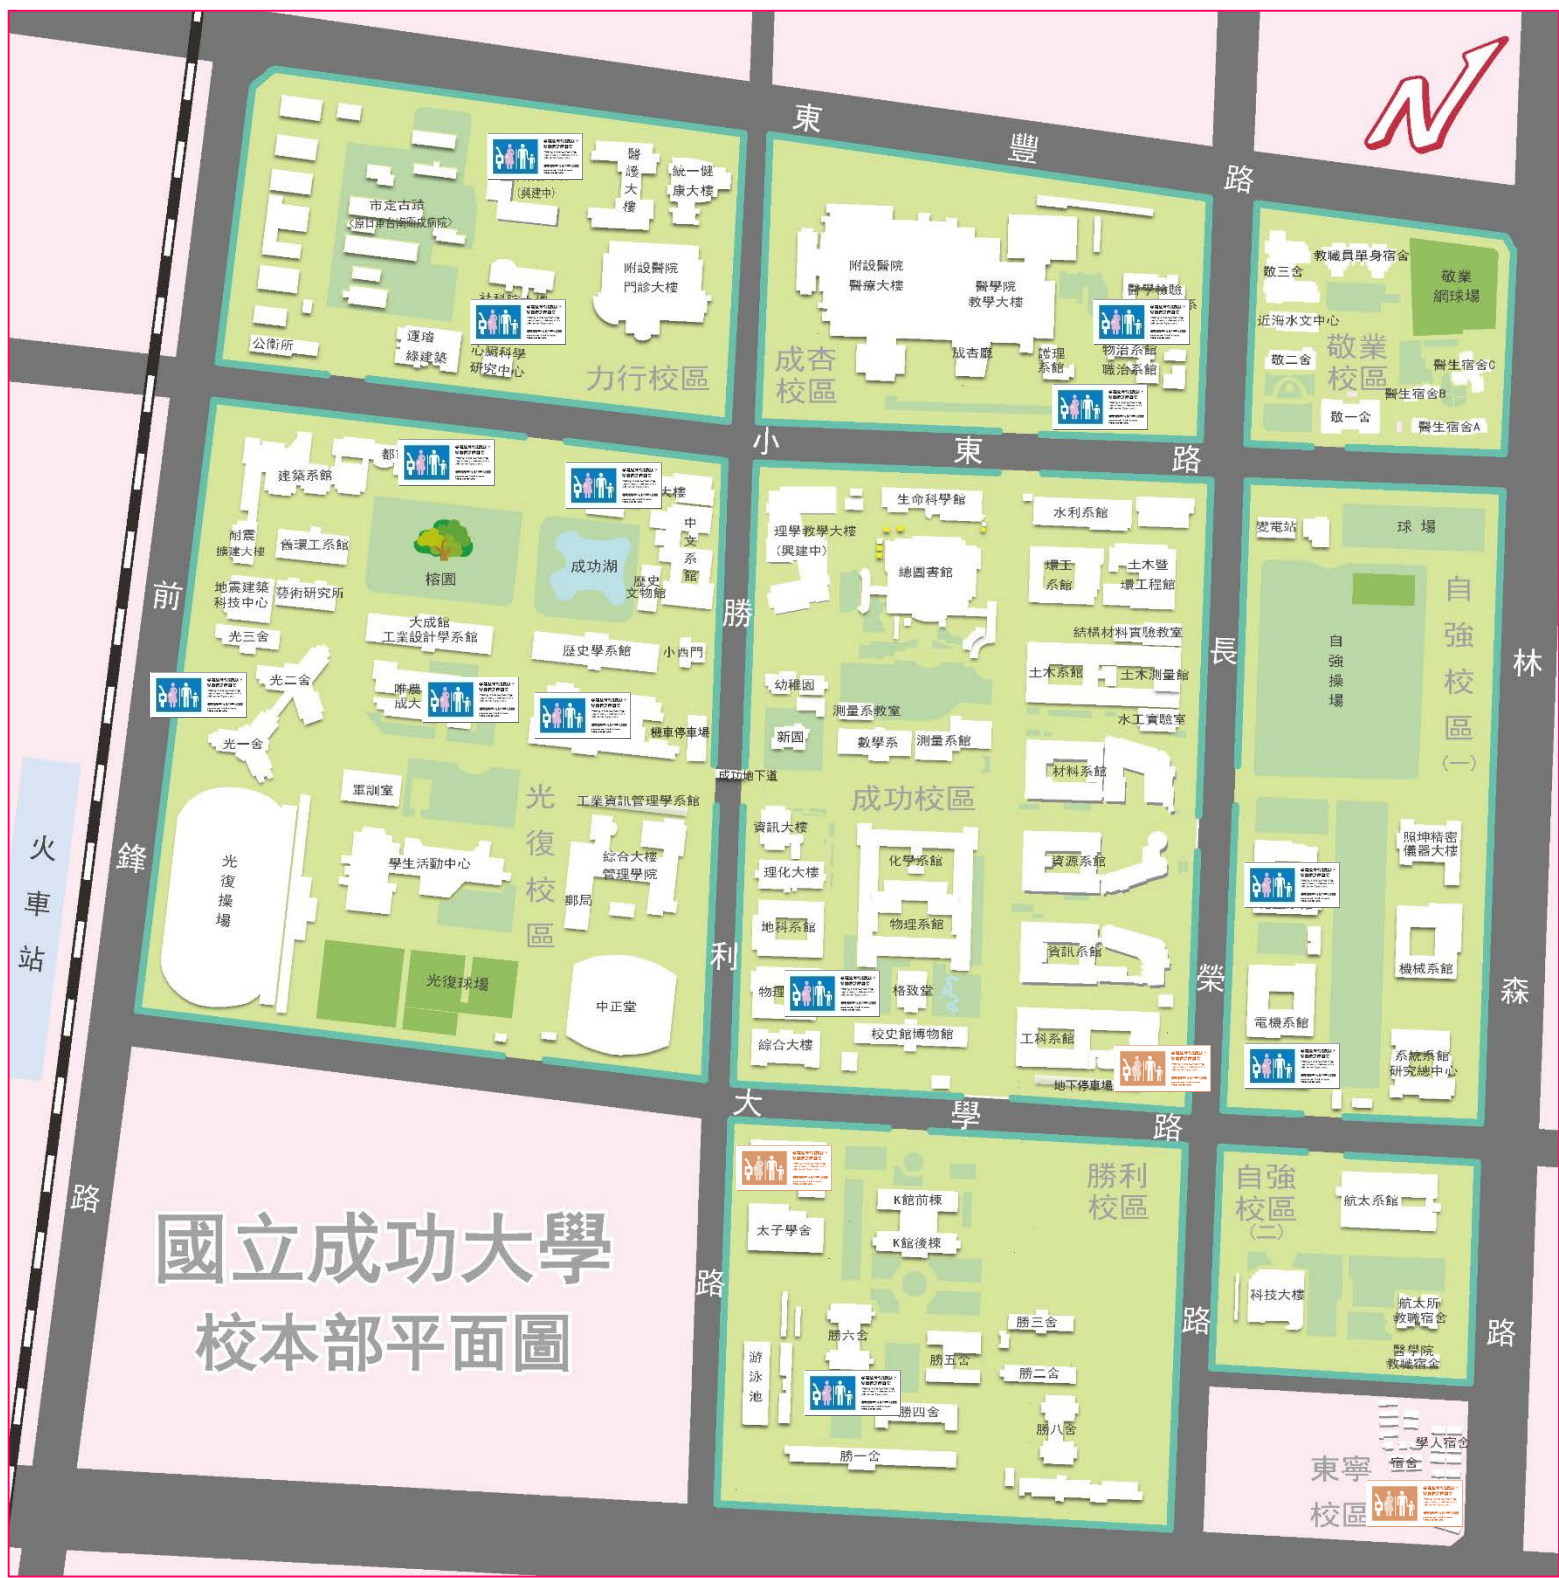 東
豐
路
(興建中)
醫
護
大
樓
統一健
康大樓
市定古蹟
<原日軍台南衛戍病院>
附設醫院
門診大樓
公衛所
運璿
綠建築
心臟科學
研究中心
力行校區
附設醫院
醫療大樓
醫學院
教學大樓
醫學檢驗
系
成杏
校區
成杏廳
護理
系館
物治系館
職治系館
敬三舍
教職員單身宿舍
敬業
網球場
近海水文中心
敬業
校區
敬二舍
醫生宿舍C
醫生宿舍B
敬一舍
醫生宿舍A
小
東
路
建築系館
都
大樓
中
文
系
館
耐震
擴建大樓
舊環工系館
榕園
成功湖
歷史
文物館
地震建築
科技中心
藝術研究所
光三舍
大成館
工業設計學系館
歷史學系館
小西門
光二舍
唯農
成大
光一舍
機車停車場
成功地下道
軍訓室
光
復
校
區
工業資訊管理學系館
光
復
操
場
學生活動中心
綜合大樓
管理學院
郵局
光復球場
中正堂
前
鋒
路
火
車
站
勝
利
路
理學教學大樓
(興建中)
生命科學館
水利系館
總圖書館
環工
系館
土木暨
環工程館
結構材料實驗教室
幼稚園
土木系館
土木測量館
測量系教室
新園
數學系
測量系館
水工實驗室
材料系館
成功校區
資訊大樓
化學系館
資源系館
理化大樓
地科系館
物理系館
資訊系館
物理
格致堂
綜合大樓
校史館博物館
工科系館
地下停車場
長
榮
路
變電站
球 場
自
強
操
場
自
強
校
區
(一)
照坤精密
儀器大樓
機械系館
電機系館
系統系館
研究總中心
林
森
路
大
學
路
勝利
校區
K館前棟
太子學舍
K館後棟
勝六舍
勝三舍
游
泳
池
勝五舍
勝二舍
勝四舍
勝八舍
勝一舍
自強
校區
(二)
航太系館
科技大樓
航太所
教職宿舍
醫學院
教職宿舍
學人宿舍
宿舍
東寧
校區
國立成功大學
校本部平面圖
N